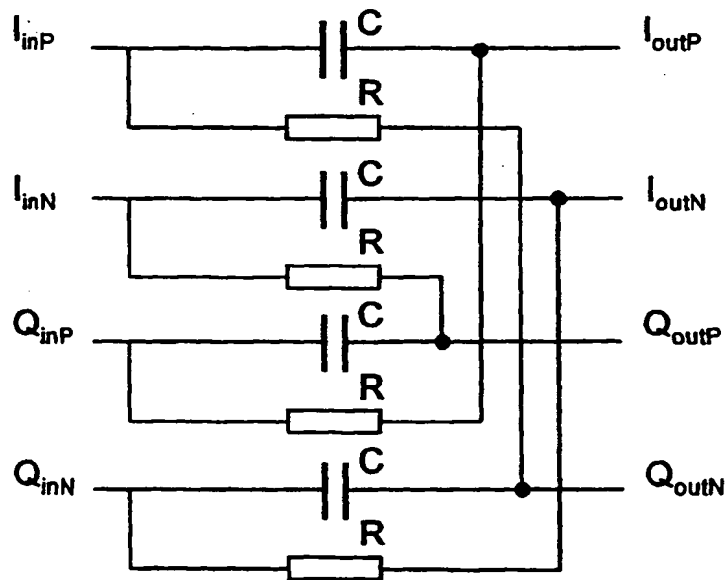 I_inP C I_outP
R
I_inN C I_outN
R
Q_inP C Q_outP
R
Q_inN C Q_outN
R